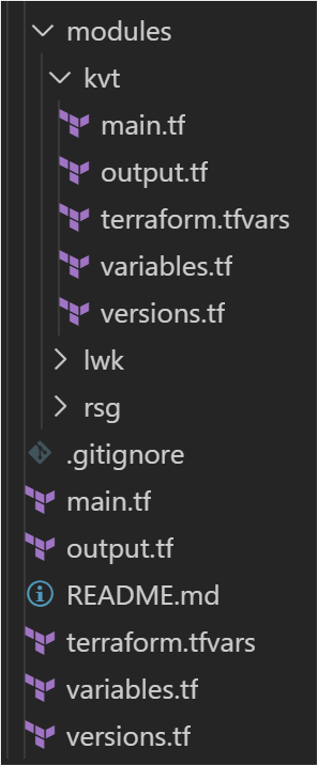 modules
kvt
main.tf
output.tf
terraform.tfvars
variables.tf
versions.tf
lwk
rsg
.gitignore
main.tf
output.tf
README.md
terraform.tfvars
variables.tf
versions.tf